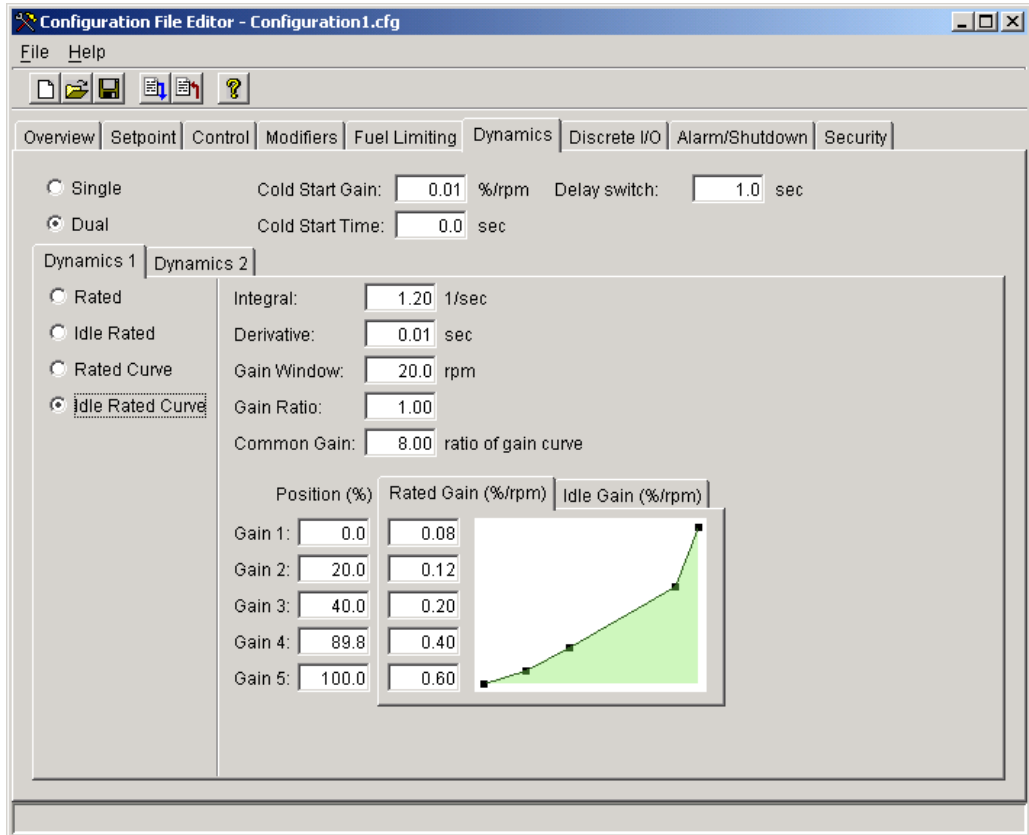 Configuration File Editor - Configuration1.cfg
File Help
Overview Setpoint Control Modifiers Fuel Limiting Dynamics Discrete I/O Alarm/Shutdown Security
Single Cold Start Gain: 0.01 %/rpm Delay switch: 1.0 sec
Dual Cold Start Time: 0.0 sec
Dynamics 1 Dynamics 2
Rated Integral: 1.20 1/sec
Idle Rated Derivative: 0.01 sec
Rated Curve Gain Window: 20.0 rpm
Idle Rated Curve Gain Ratio: 1.00
Common Gain: 8.00 ratio of gain curve
Position (%) Rated Gain (%/rpm) Idle Gain (%/rpm)
Gain 1: 0.0 0.08
Gain 2: 20.0 0.12
Gain 3: 40.0 0.20
Gain 4: 89.8 0.40
Gain 5: 100.0 0.60